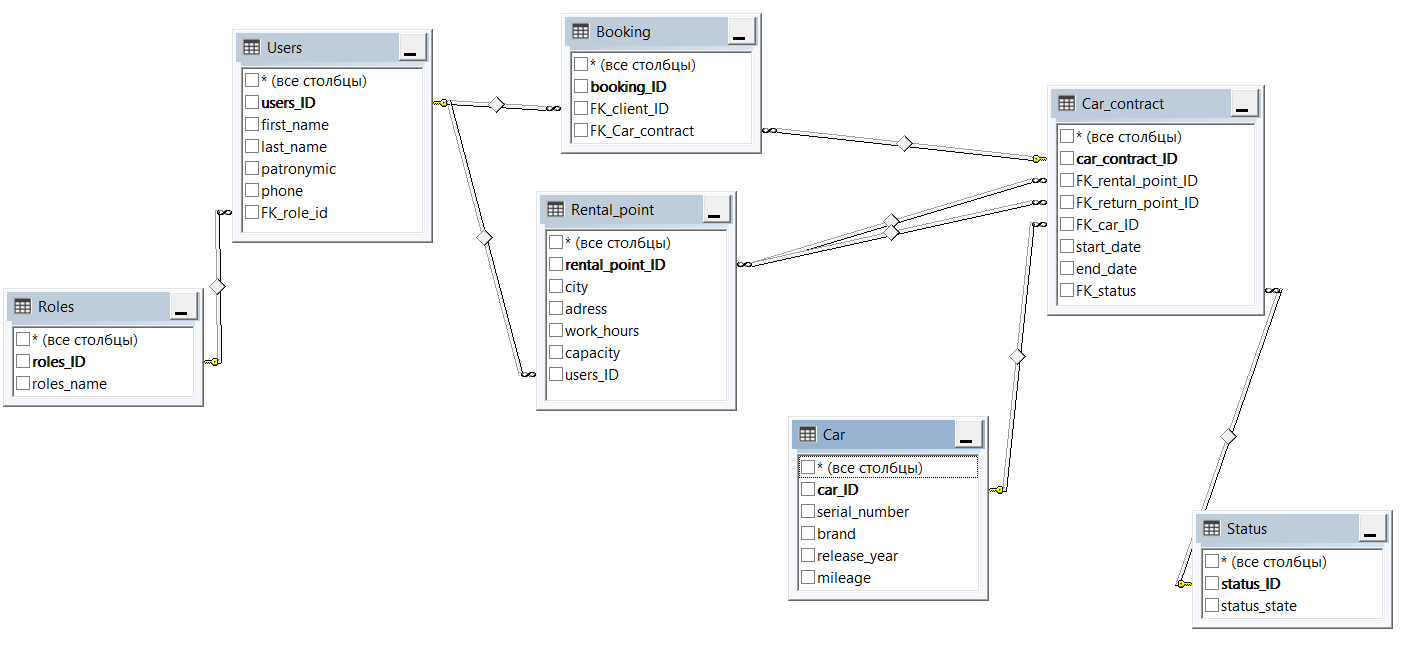 Users
* (все столбцы)
users_ID
first_name
last_name
patronymic
phone
FK_role_id
Booking
* (все столбцы)
booking_ID
FK_client_ID
FK_Car_contract
Car_contract
* (все столбцы)
car_contract_ID
FK_rental_point_ID
FK_return_point_ID
FK_car_ID
start_date
end_date
FK_status
Rental_point
* (все столбцы)
rental_point_ID
city
adress
work_hours
capacity
users_ID
Roles
* (все столбцы)
roles_ID
roles_name
Car
* (все столбцы)
car_ID
serial_number
brand
release_year
mileage
Status
* (все столбцы)
status_ID
status_state